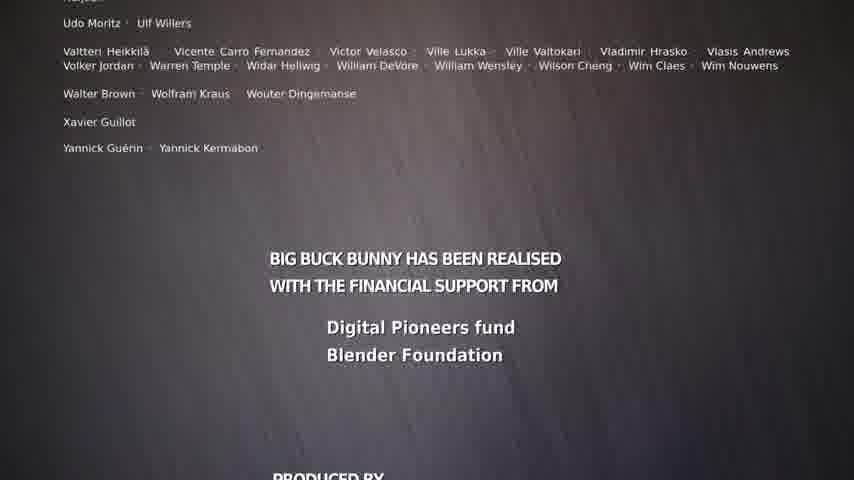 Udo Moritz · Ulf Willers
Valtteri Heikkilä · Vicente Carro Fernandez · Victor Velasco · Ville Lukka · Ville Valtokari · Vladimir Hrasko · Vlasis Andrews
Volker Jordan · Warren Temple · Widar Hellwig · William DeVore · William Wensley · Wilson Cheng · Wim Claes · Wim Nouwens
Walter Brown · Wolfram Kraus · Wouter Dingemanse
Xavier Guillot
Yannick Guérin · Yannick Kermabon
BIG BUCK BUNNY HAS BEEN REALISED
WITH THE FINANCIAL SUPPORT FROM
Digital Pioneers fund
Blender Foundation
PRODUCED BY